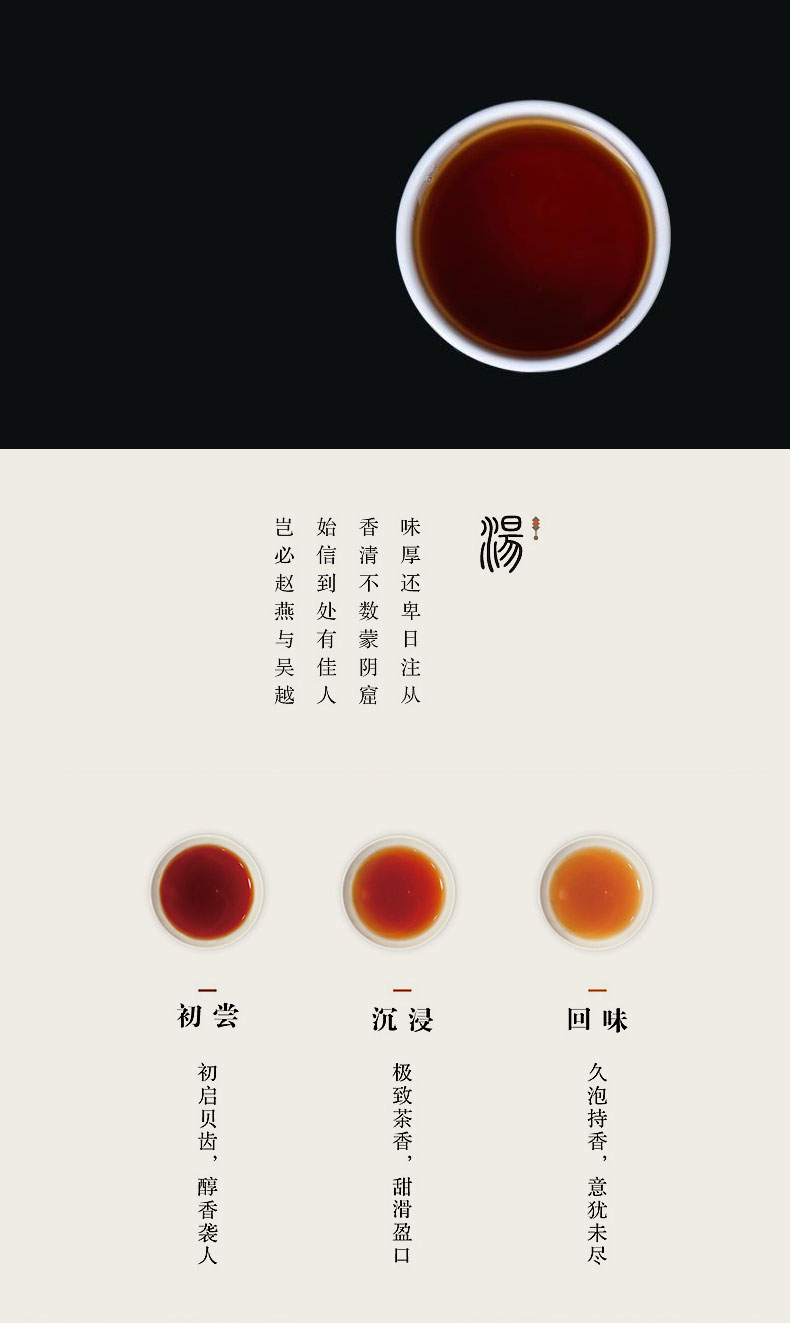 湯
味厚还卑日注从
香清不数蒙阴窟
始信到处有佳人
岂必赵燕与吴越
初尝
初启贝齿，醇香袭人
沉浸
极致茶香，甜滑盈口
回味
久泡持香，意犹未尽